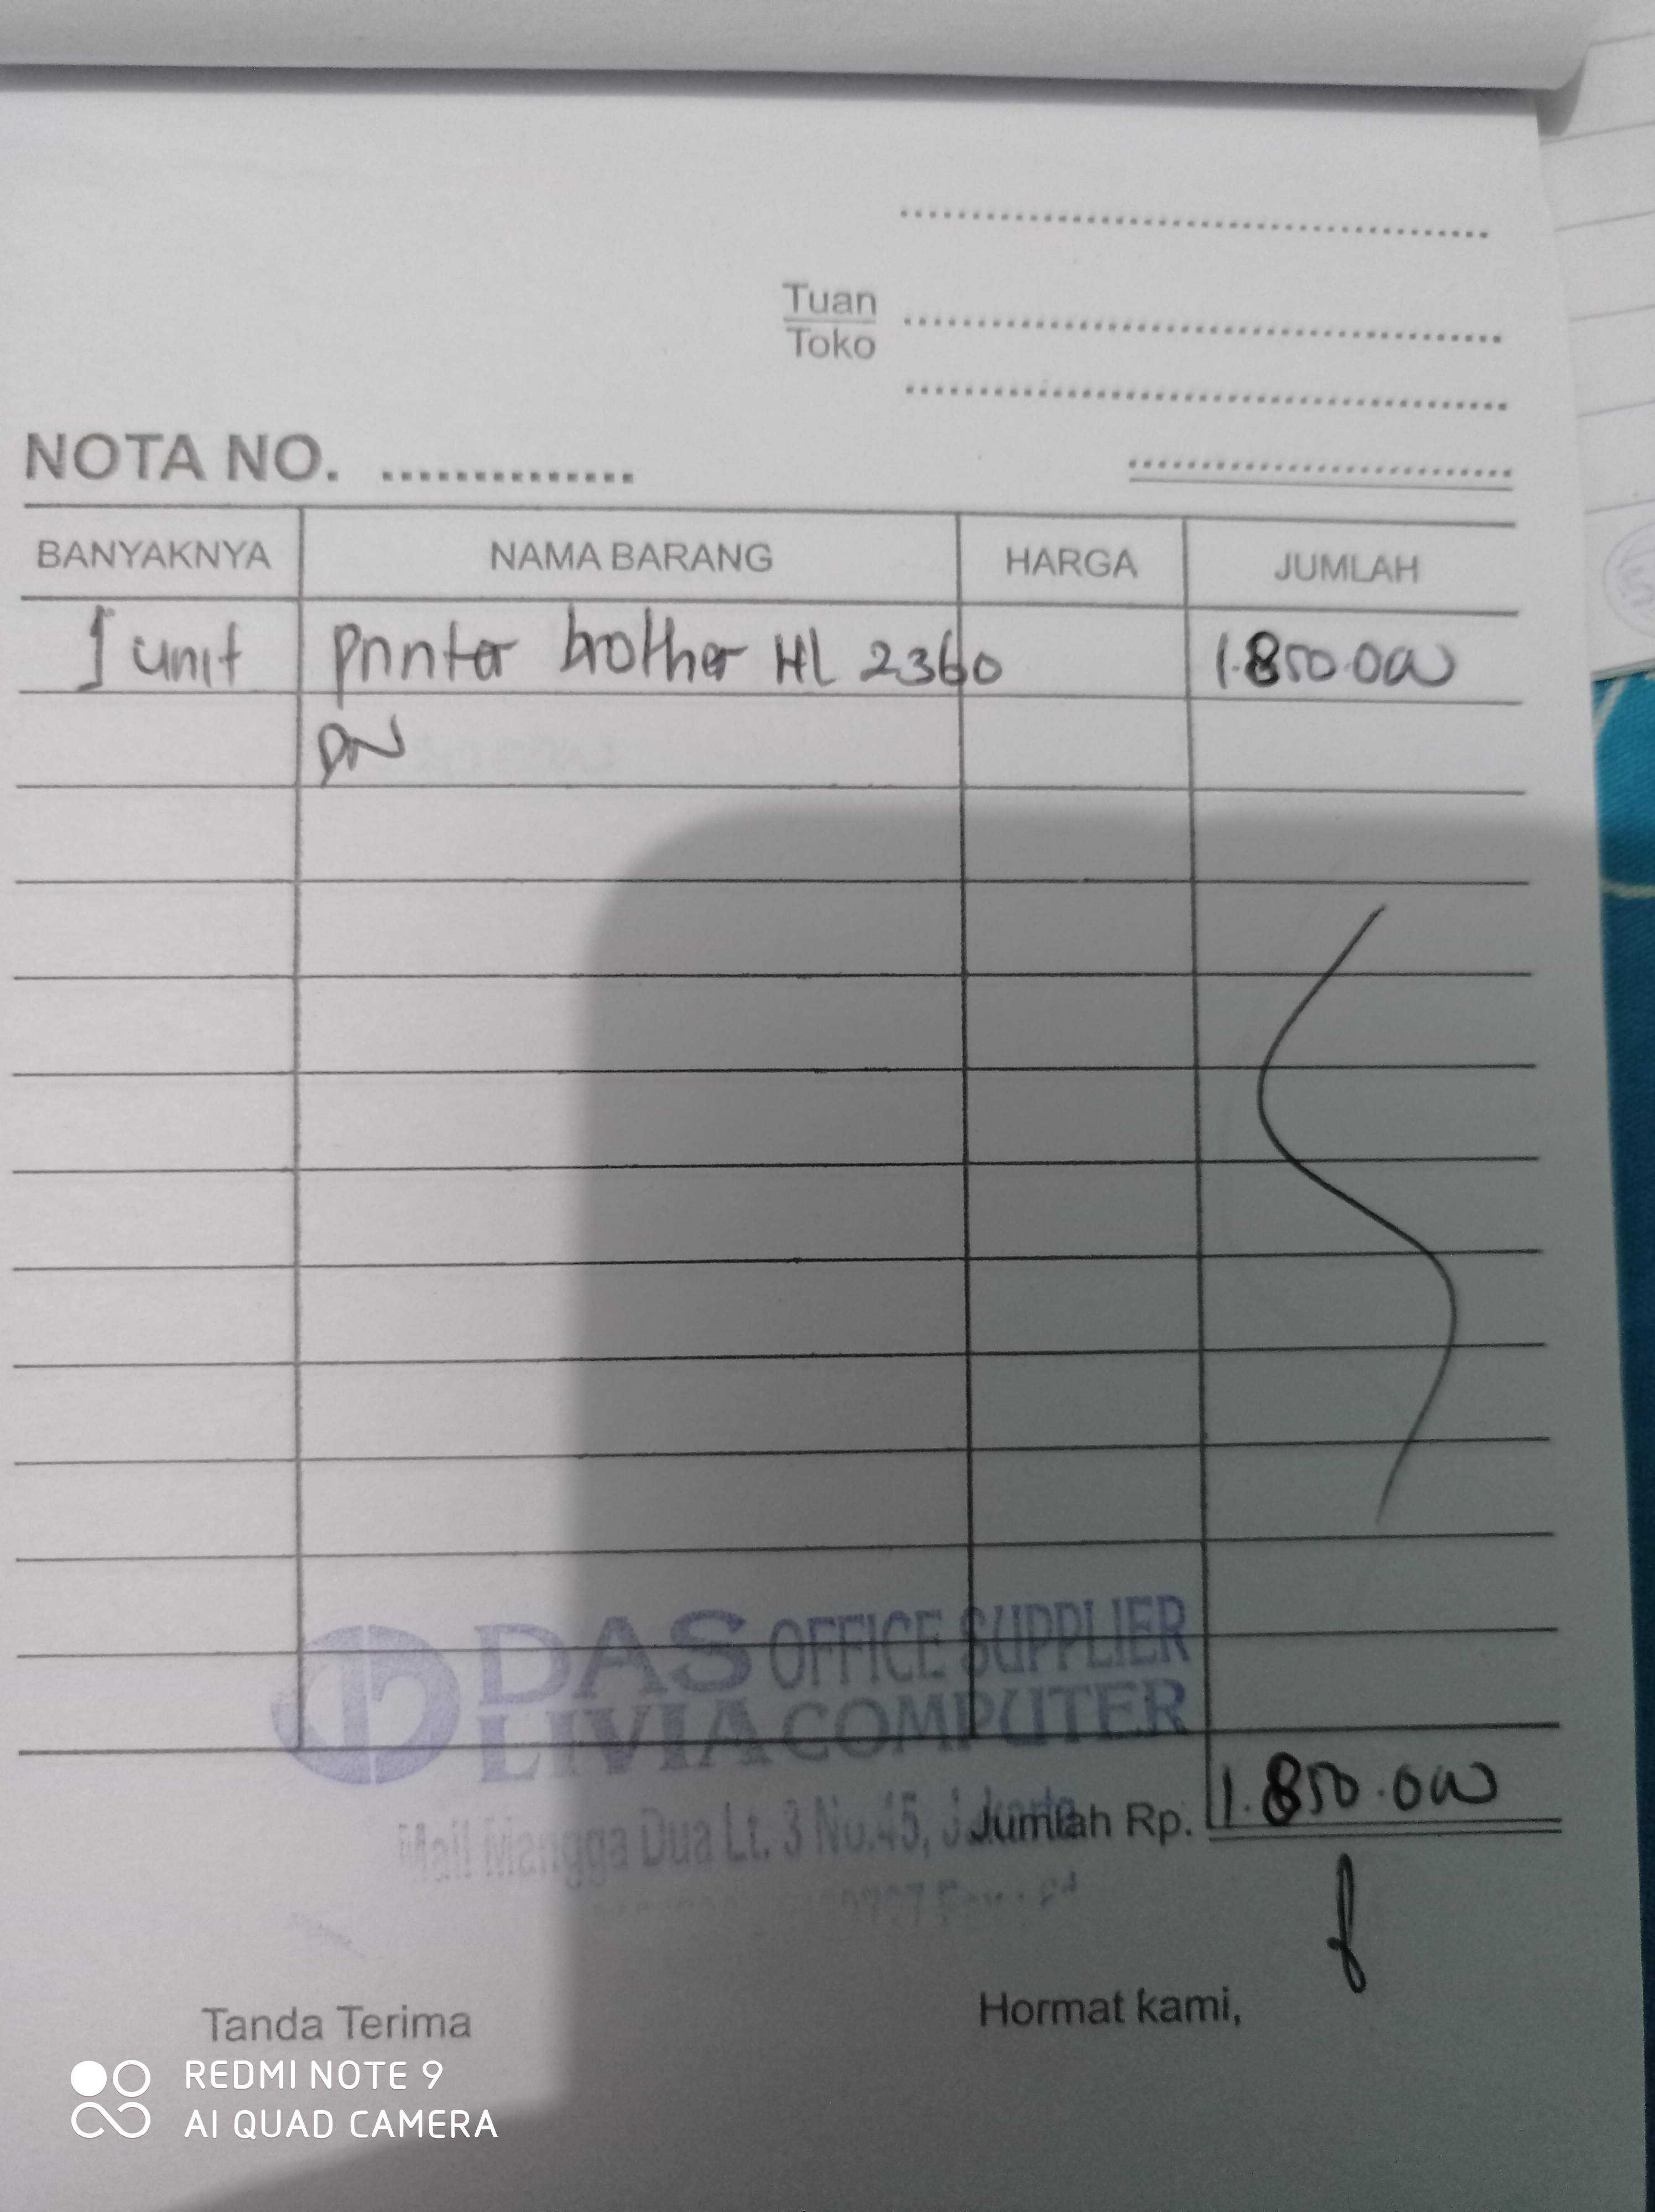 Tuan
Toko
NOTA NO. ..............
BANYAKNYA NAMA BARANG HARGA JUMLAH
1 unit printer brother HL 2360 1.850.000
DN
DAS OFFICE SUPPLIER
LIVIA COMPUTER
Mall Mangga Dua Lt. 3 No.45, Jakarta
Jumlah Rp. 1.850.000
Tanda Terima Hormat kami,
REDMI NOTE 9
AI QUAD CAMERA